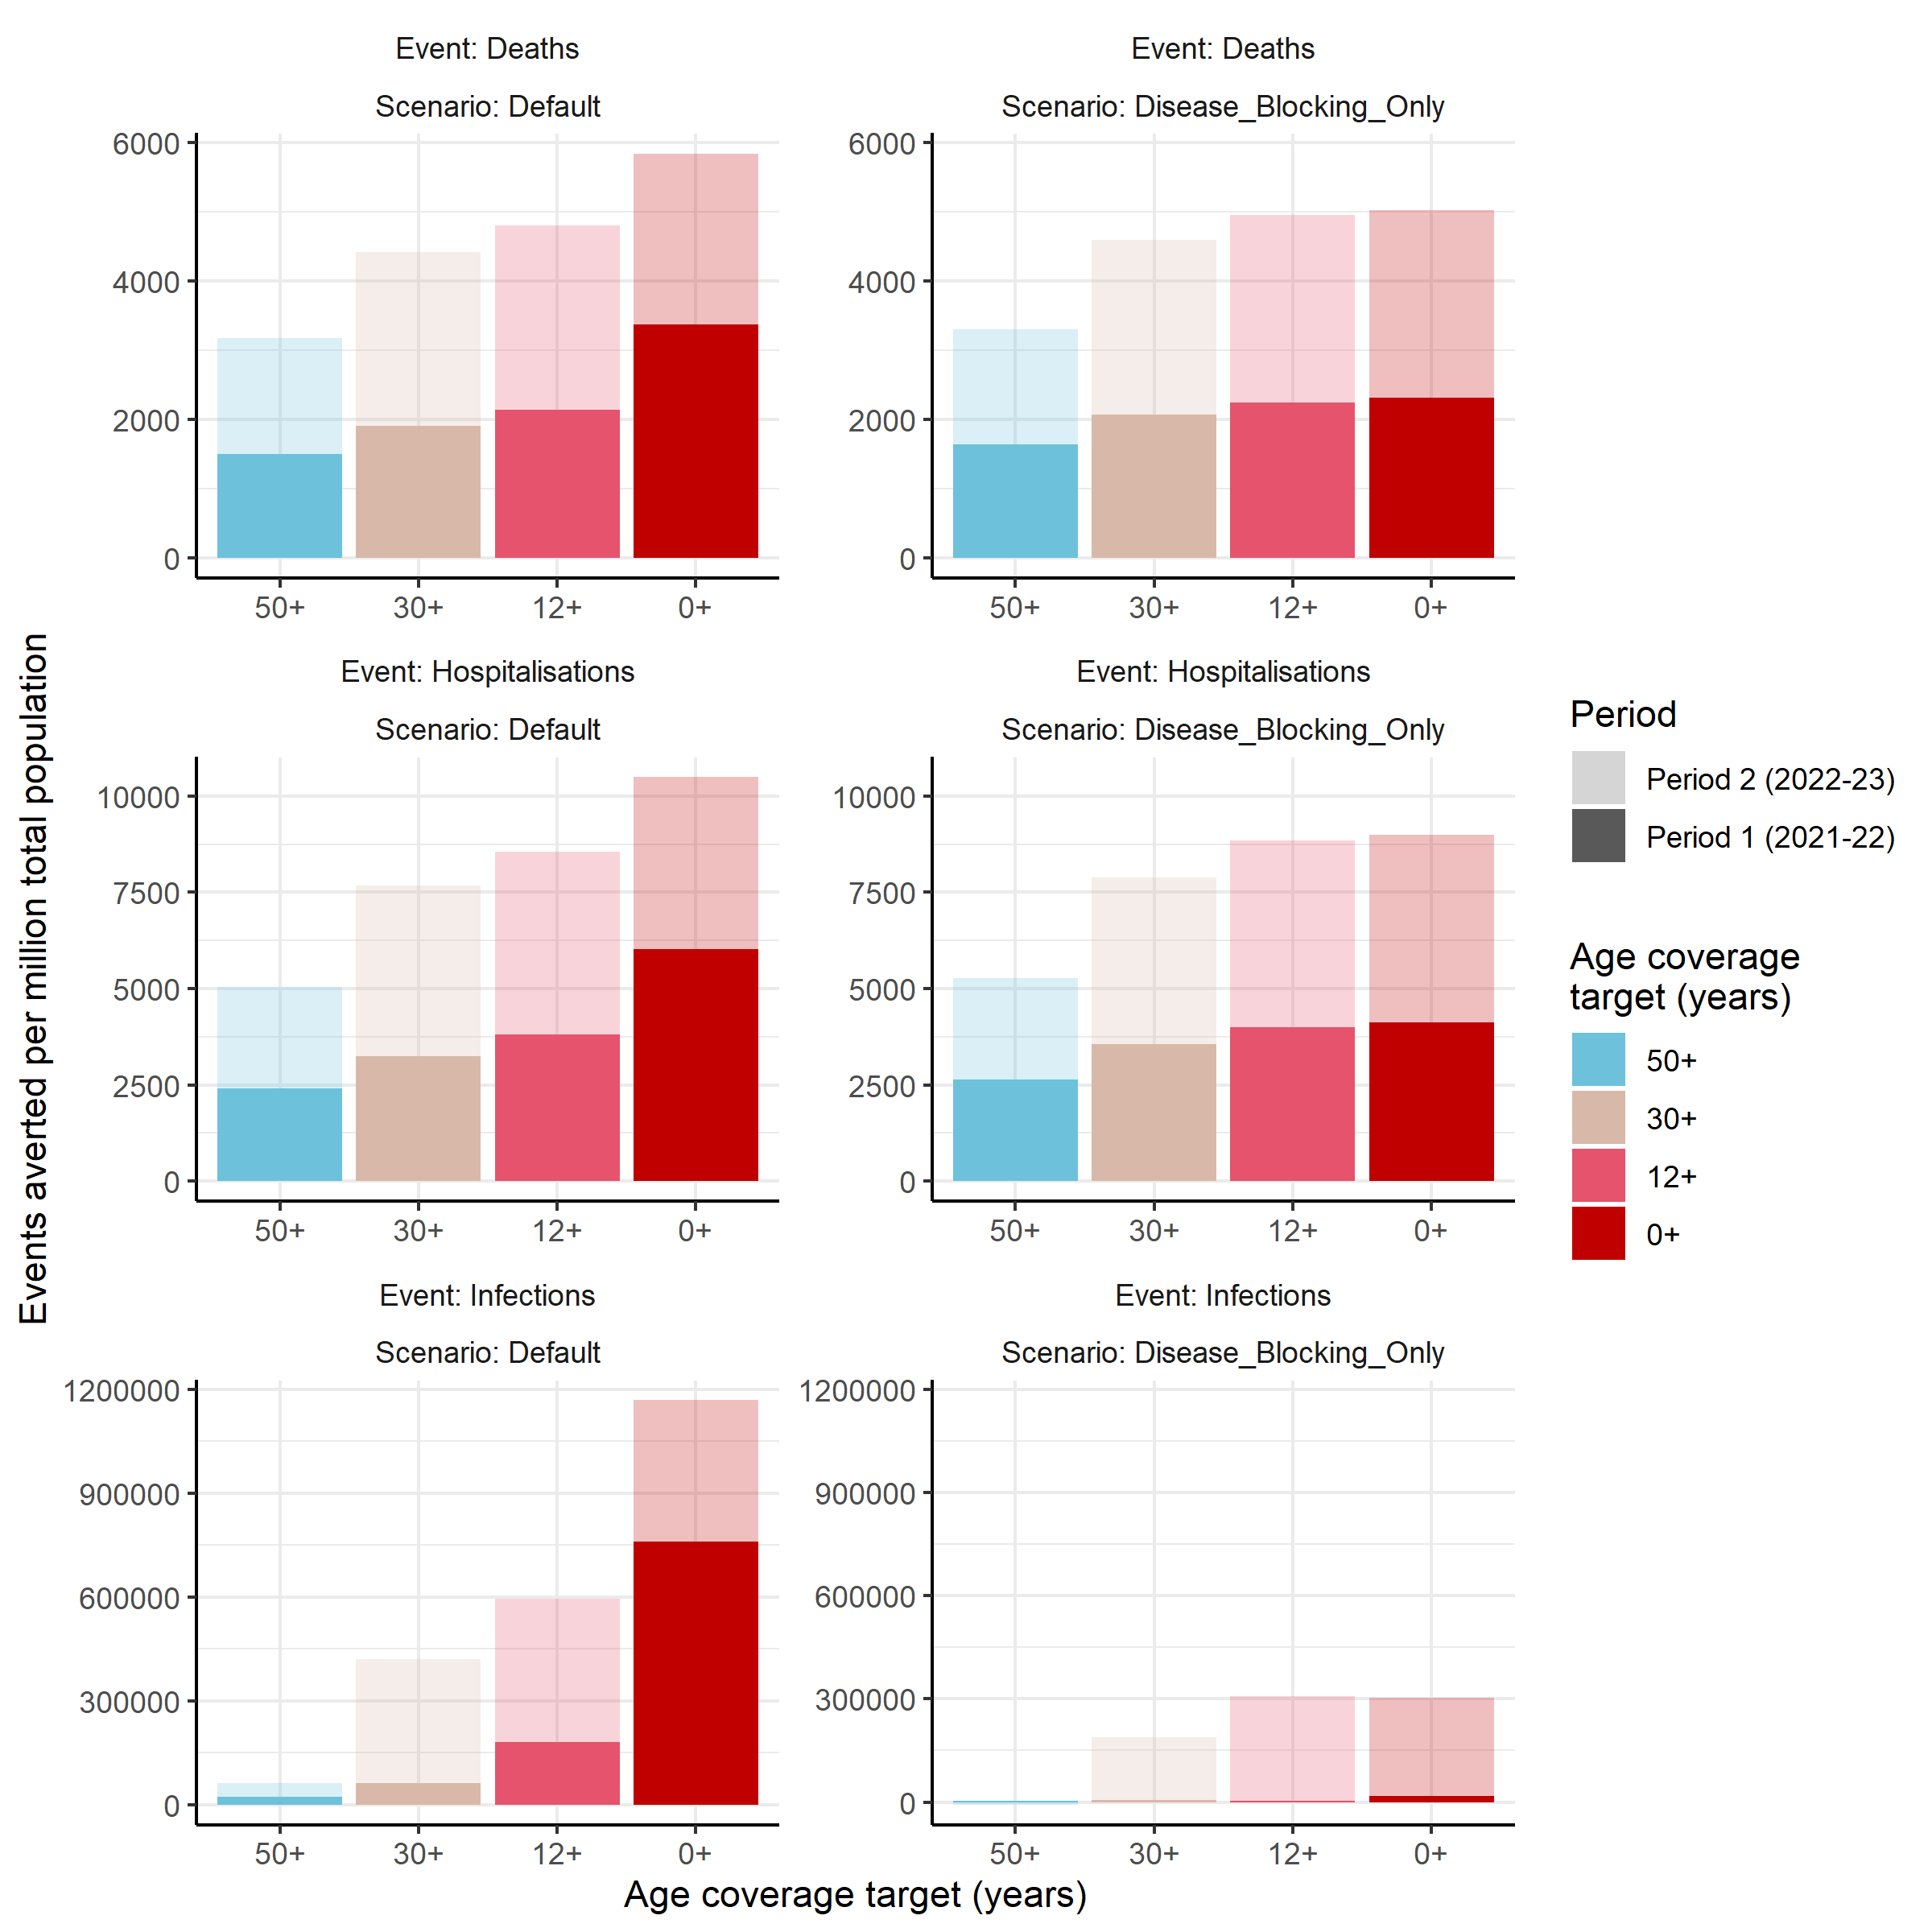 Event: Deaths
Scenario: Default
6000
4000
2000
0
50+ 30+ 12+ 0+
Event: Deaths
Scenario: Disease_Blocking_Only
6000
4000
2000
0
50+ 30+ 12+ 0+
Event: Hospitalisations
Scenario: Default
10000
7500
5000
2500
0
50+ 30+ 12+ 0+
Event: Hospitalisations
Scenario: Disease_Blocking_Only
10000
7500
5000
2500
0
50+ 30+ 12+ 0+
Event: Infections
Scenario: Default
1200000
900000
600000
300000
0
50+ 30+ 12+ 0+
Event: Infections
Scenario: Disease_Blocking_Only
1200000
900000
600000
300000
0
50+ 30+ 12+ 0+
Events averted per million total population
Age coverage target (years)
Period
Period 2 (2022-23)
Period 1 (2021-22)
Age coverage
target (years)
50+
30+
12+
0+